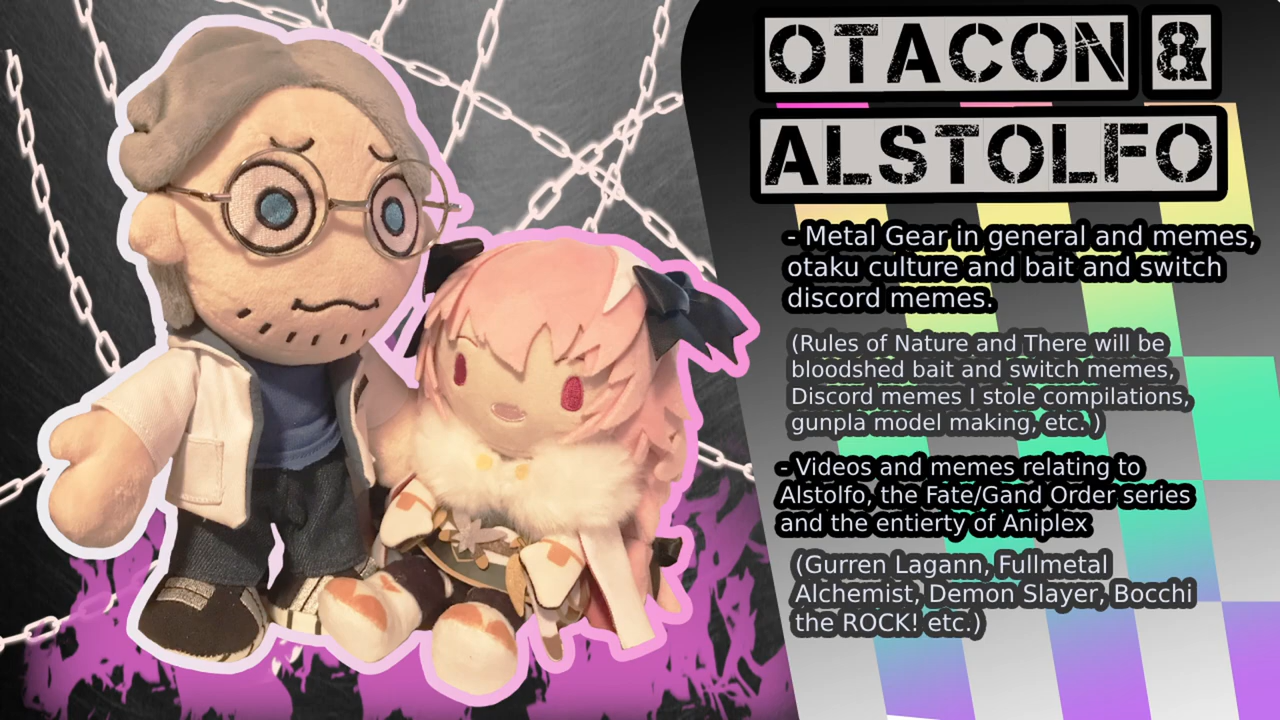 OTACON &
ALSTOLFO
- Metal Gear in general and memes,
otaku culture and bait and switch
discord memes.
(Rules of Nature and There will be
bloodshed bait and switch memes,
Discord memes I stole compilations,
gunpla model making, etc. )
- Videos and memes relating to
Alstolfo, the Fate/Gand Order series
and the entierty of Aniplex
(Gurren Lagann, Fullmetal
Alchemist, Demon Slayer, Bocchi
the ROCK! etc.)